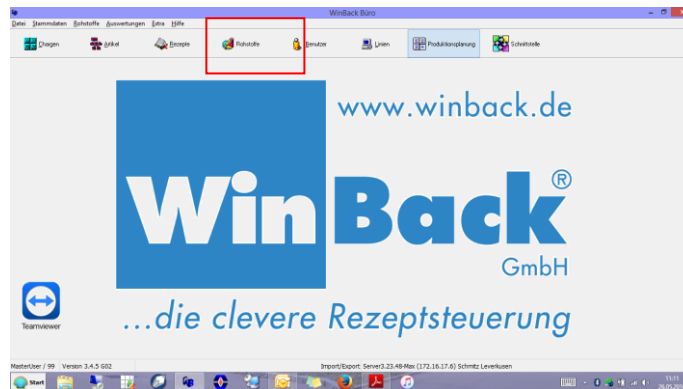 WinBack Büro
Datei Stammdaten Rohstoffe Auswertungen Extra Hilfe
Chargen Artikel Rezepte Rohstoffe Benutzer Linien Produktionsplanung Schnittstelle
www.winback.de
WinBack®
GmbH
Teamviewer
...die clevere Rezeptsteuerung
MasterUser / 99 Version 3.4.5 G02 Import/Export Server3.23.48-Max (172.16.17.6) Schmitz Leverkusen
Start